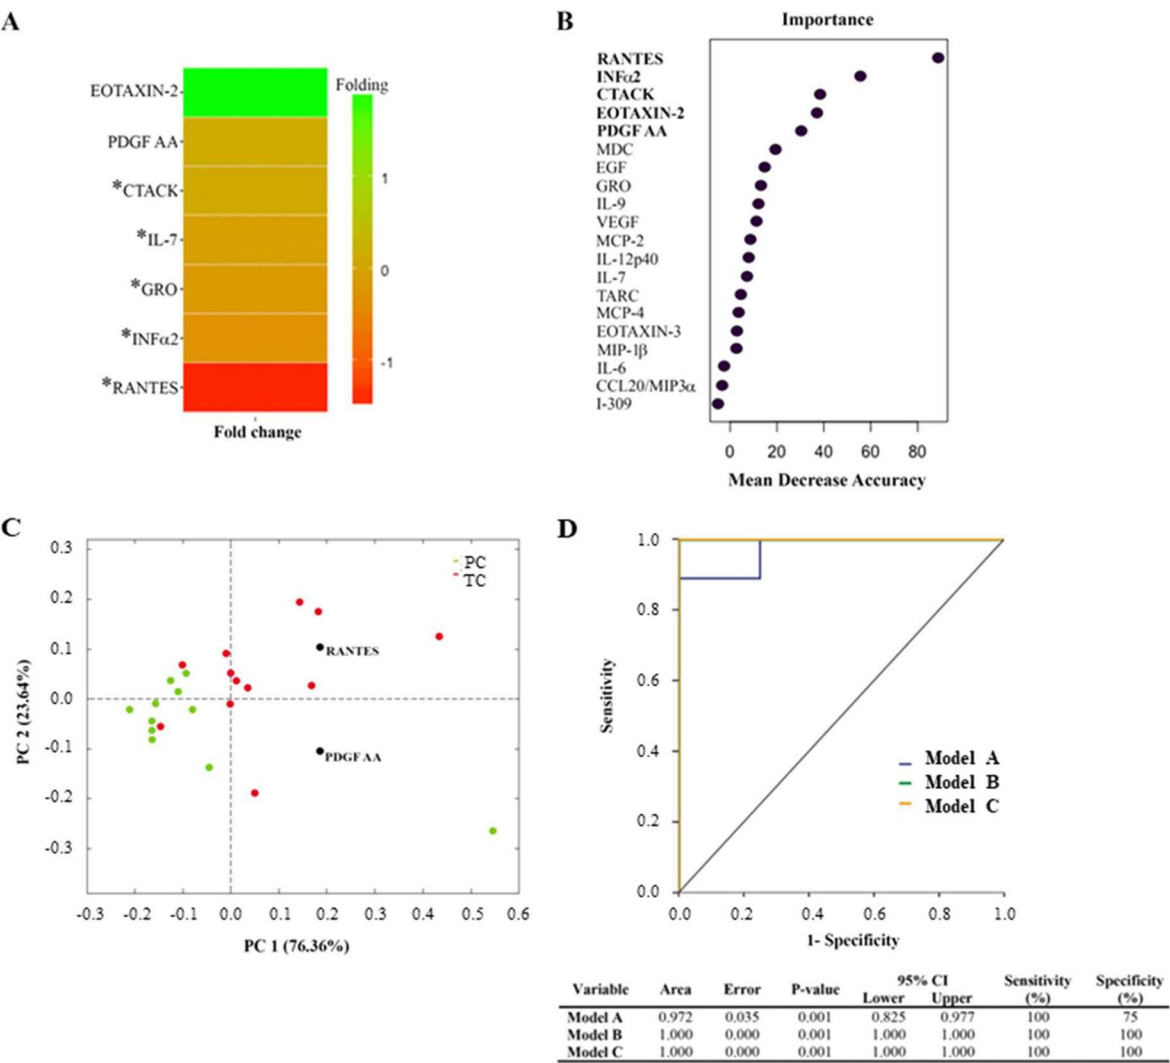 A
EOTAXIN-2
PDGF AA
*CTACK
*IL-7
*GRO
*INFα2
*RANTES
Fold change
Folding
1
0
-1
B
Importance
RANTES
INFα2
CTACK
EOTAXIN-2
PDGF AA
MDC
EGF
GRO
IL-9
VEGF
MCP-2
IL-12p40
IL-7
TARC
MCP-4
EOTAXIN-3
MIP-1β
IL-6
CCL20/MIP3α
I-309
0 20 40 60 80
Mean Decrease Accuracy
C
PC 2 (23.64%)
0.3
0.2
0.1
0.0
-0.1
-0.2
-0.3
PC
TC
RANTES
PDGF AA
-0.3 -0.2 -0.1 0.0 0.1 0.2 0.3 0.4 0.5 0.6
PC 1 (76.36%)
D
Sensitivity
1.0
0.8
0.6
0.4
0.2
0.0
Model A
Model B
Model C
0.0 0.2 0.4 0.6 0.8 1.0
1- Specificity
Variable Area Error P-value 95% CI Lower Upper Sensitivity (%) Specificity (%)
Model A 0.972 0.035 0.001 0.825 0.977 100 75
Model B 1.000 0.000 0.001 1.000 1.000 100 100
Model C 1.000 0.000 0.001 1.000 1.000 100 100